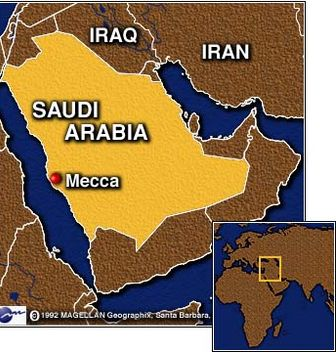 IRAQ
IRAN
SAUDI
ARABIA
Mecca
© 1992 MAGELLAN Geographix, Santa Barbara,